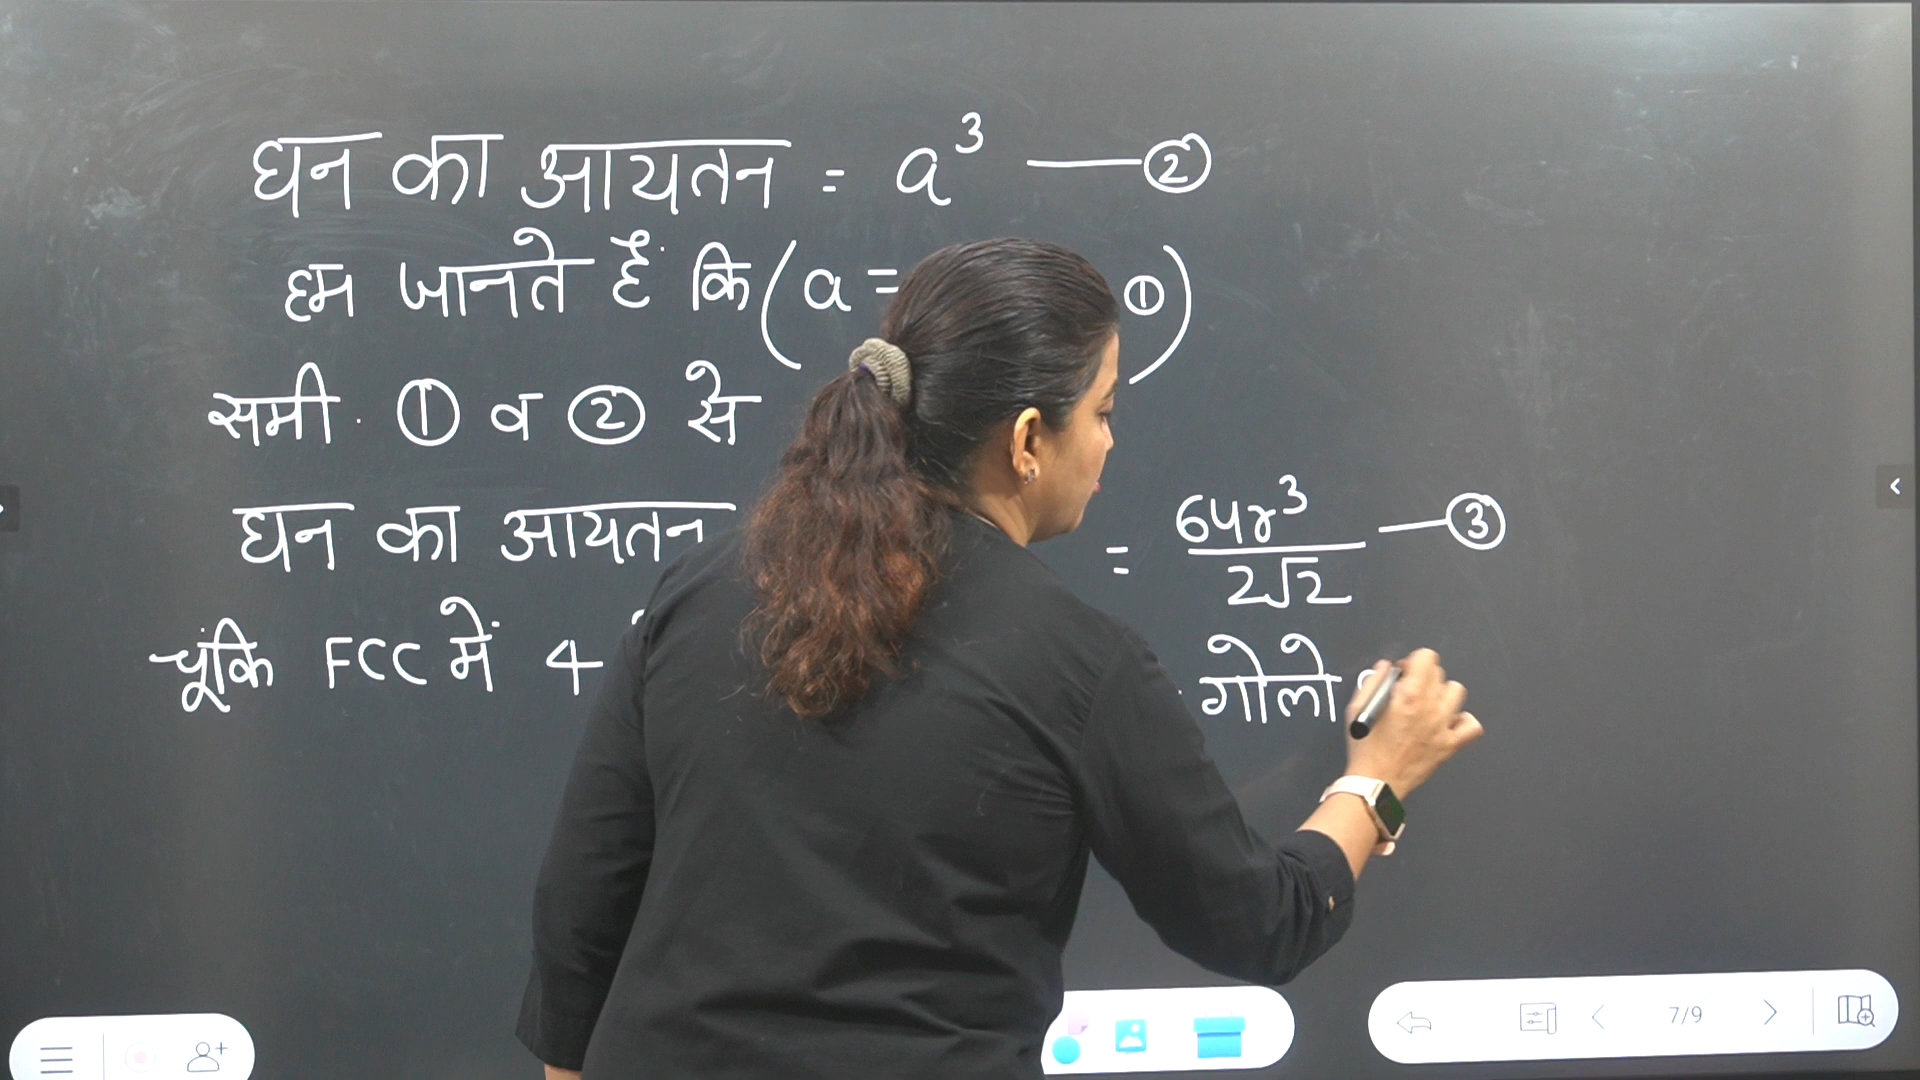 घन का आयतन = a³ — ②
हम जानते हैं कि (a = ①)
समी. ① व ② से
घन का आयतन = 64r³/2√2 — ③
चूंकि FCC में 4 गोलो
7/9